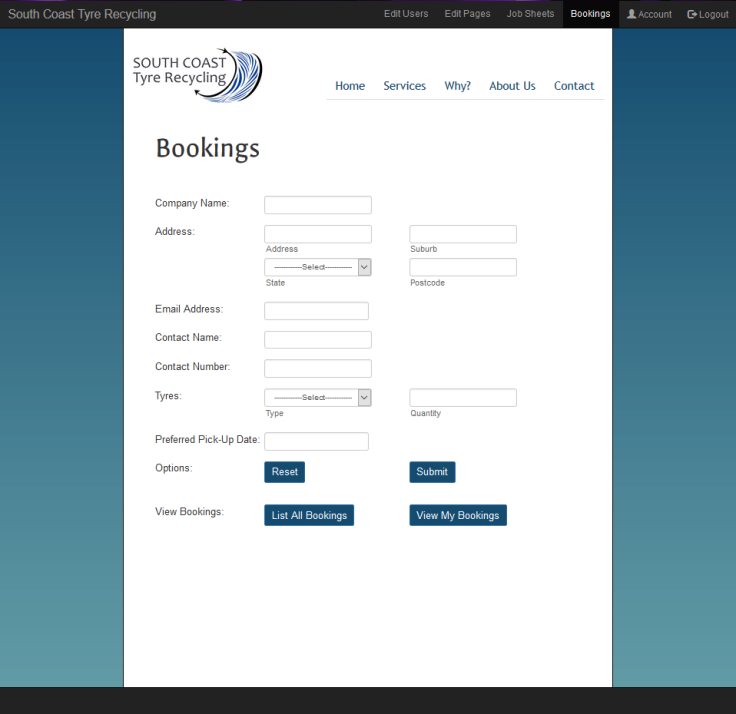 South Coast Tyre Recycling Edit Users Edit Pages Job Sheets Bookings Account Logout
SOUTH COAST
Tyre Recycling
Home Services Why? About Us Contact
Bookings
Company Name:
Address:
Address Suburb
------------Select------------
State Postcode
Email Address:
Contact Name:
Contact Number:
Tyres: ------------Select------------
Type Quantity
Preferred Pick-Up Date:
Options: Reset Submit
View Bookings: List All Bookings View My Bookings